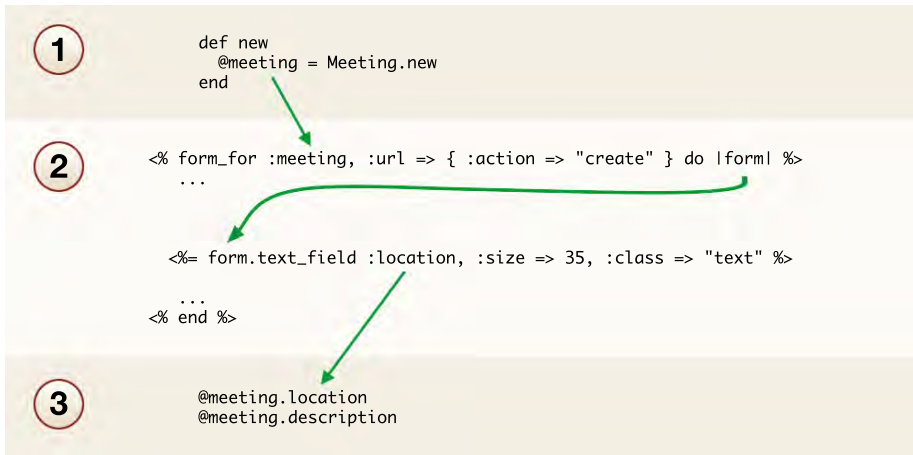 1
def new
@meeting = Meeting.new
end
2
<% form_for :meeting, :url => { :action => "create" } do |form| %>
...
<%= form.text_field :location, :size => 35, :class => "text" %>
...
<% end %>
3
@meeting.location
@meeting.description